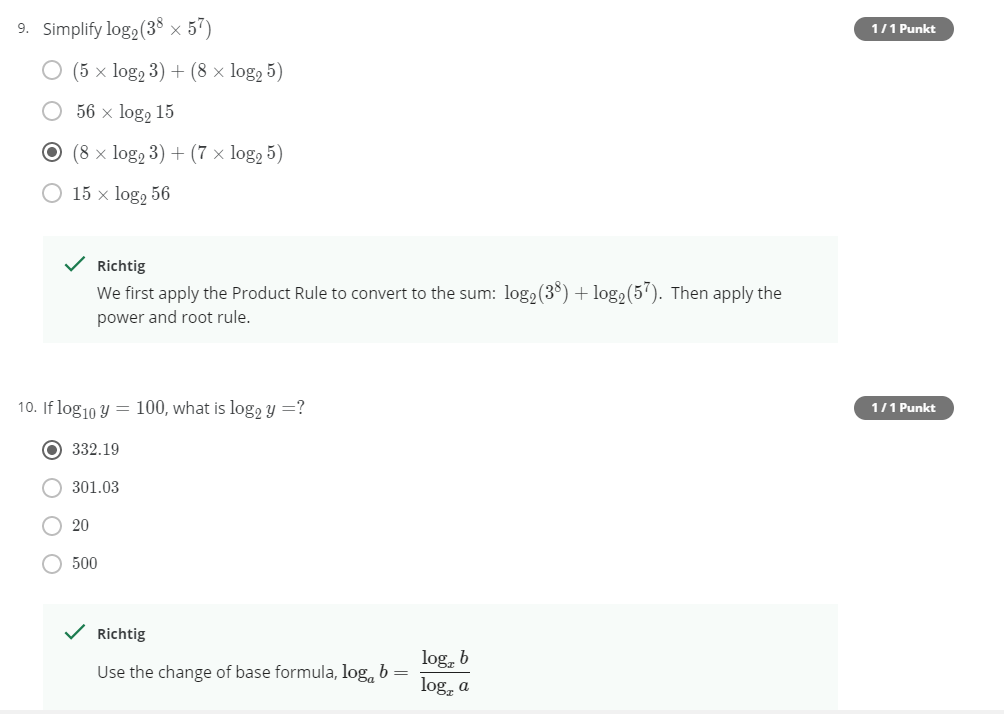 9. Simplify log₂(3⁸ × 5⁷)
1 / 1 Punkt
(5 × log₂ 3) + (8 × log₂ 5)
56 × log₂ 15
(8 × log₂ 3) + (7 × log₂ 5)
15 × log₂ 56
Richtig
We first apply the Product Rule to convert to the sum: log₂(3⁸) + log₂(5⁷). Then apply the
power and root rule.
10. If log₁₀ y = 100, what is log₂ y =?
1 / 1 Punkt
332.19
301.03
20
500
Richtig
Use the change of base formula, logₐ b = logₓ b / logₓ a